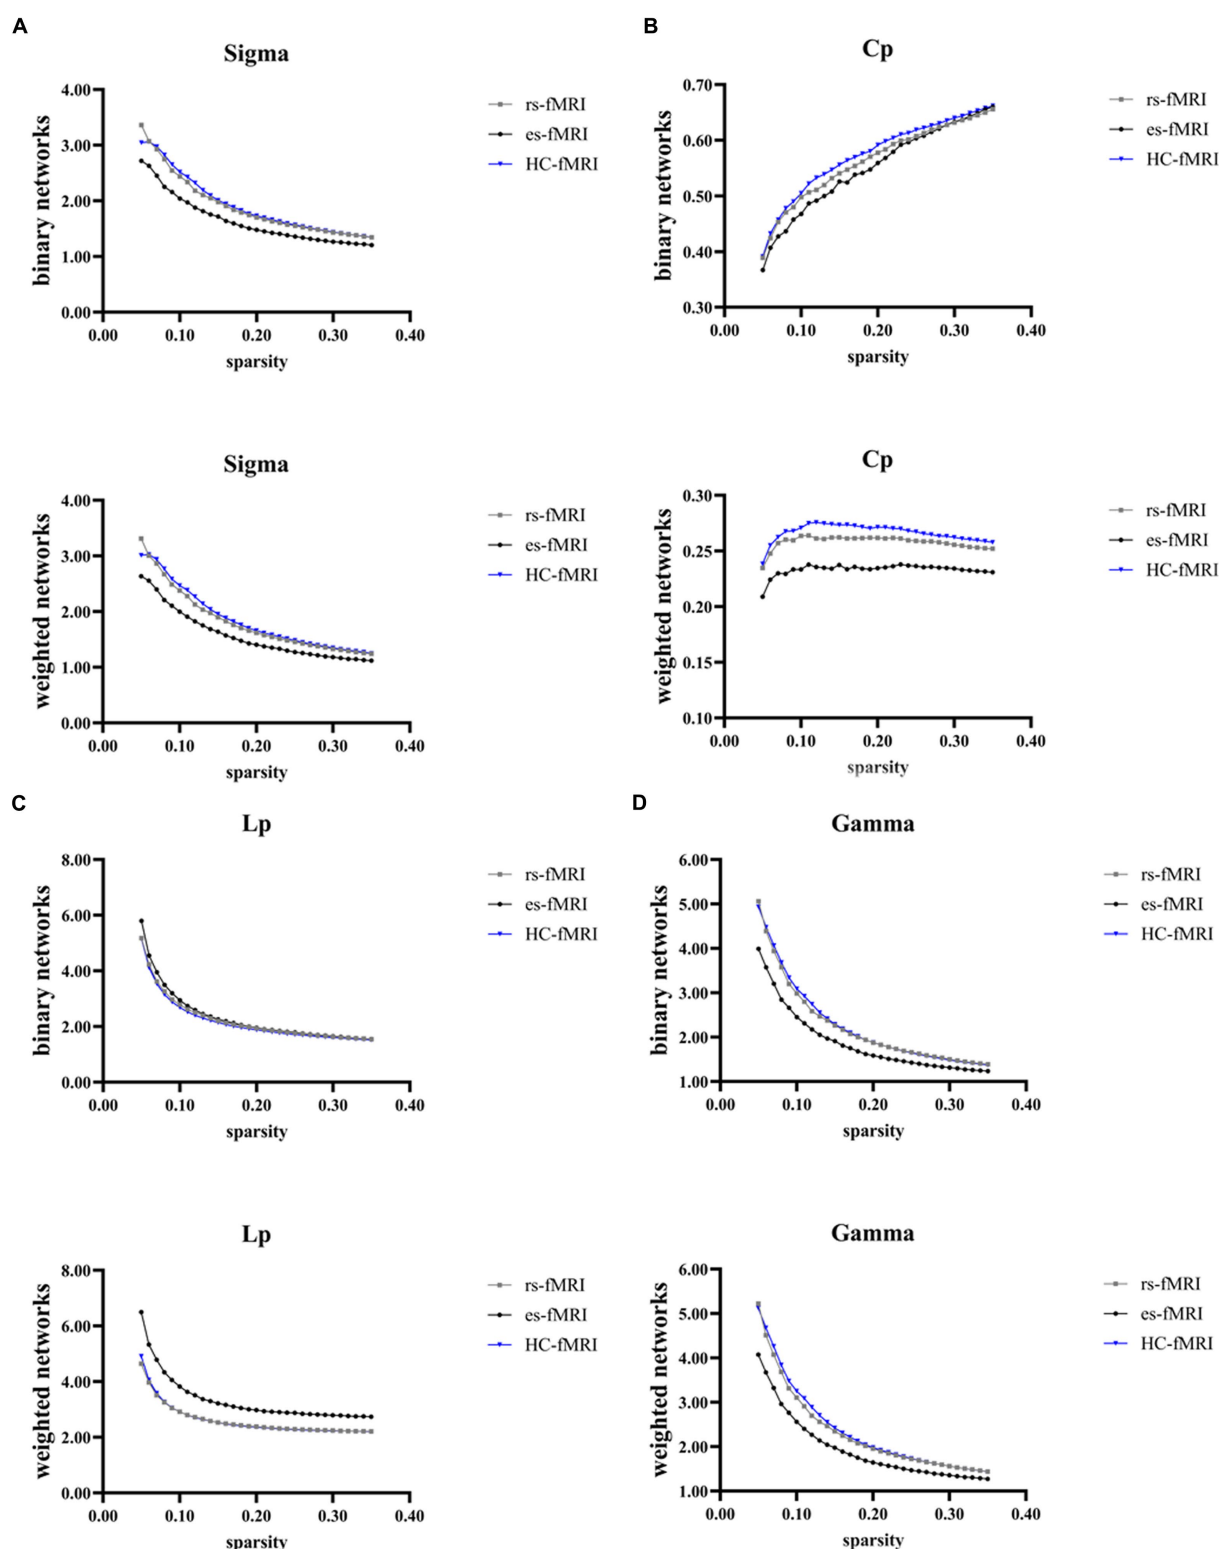 A
Sigma
binary networks
4.00
3.00
2.00
1.00
0.00
0.00 0.10 0.20 0.30 0.40
sparsity
rs-fMRI
es-fMRI
HC-fMRI
B
Cp
binary networks
0.70
0.60
0.50
0.40
0.30
0.00 0.10 0.20 0.30 0.40
sparsity
rs-fMRI
es-fMRI
HC-fMRI
Sigma
weighted networks
4.00
3.00
2.00
1.00
0.00
0.00 0.10 0.20 0.30 0.40
sparsity
rs-fMRI
es-fMRI
HC-fMRI
Cp
weighted networks
0.30
0.25
0.20
0.15
0.10
0.00 0.10 0.20 0.30 0.40
sparsity
rs-fMRI
es-fMRI
HC-fMRI
C
Lp
binary networks
8.00
6.00
4.00
2.00
0.00
0.00 0.10 0.20 0.30 0.40
sparsity
rs-fMRI
es-fMRI
HC-fMRI
D
Gamma
binary networks
6.00
5.00
4.00
3.00
2.00
1.00
0.00 0.10 0.20 0.30 0.40
sparsity
rs-fMRI
es-fMRI
HC-fMRI
Lp
weighted networks
8.00
6.00
4.00
2.00
0.00
0.00 0.10 0.20 0.30 0.40
sparsity
rs-fMRI
es-fMRI
HC-fMRI
Gamma
weighted networks
6.00
5.00
4.00
3.00
2.00
1.00
0.00 0.10 0.20 0.30 0.40
sparsity
rs-fMRI
es-fMRI
HC-fMRI